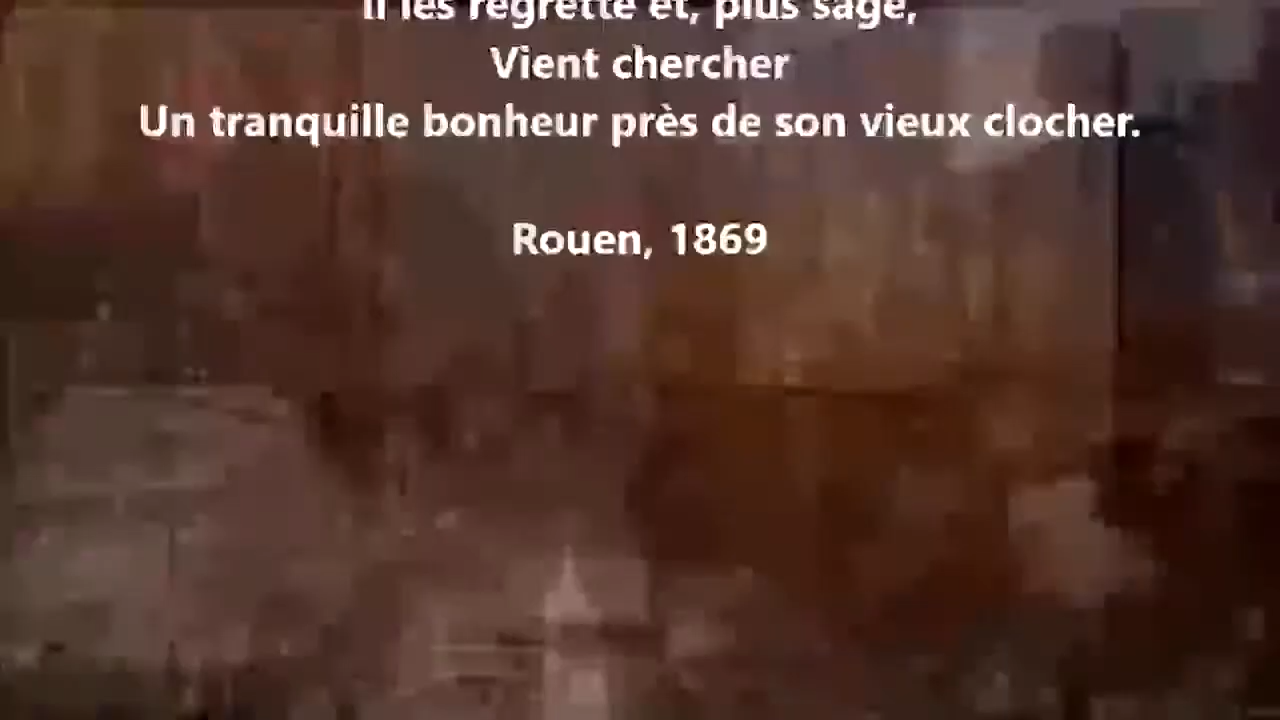 Il les regrette et, plus sage,
Vient chercher
Un tranquille bonheur près de son vieux clocher.
Rouen, 1869